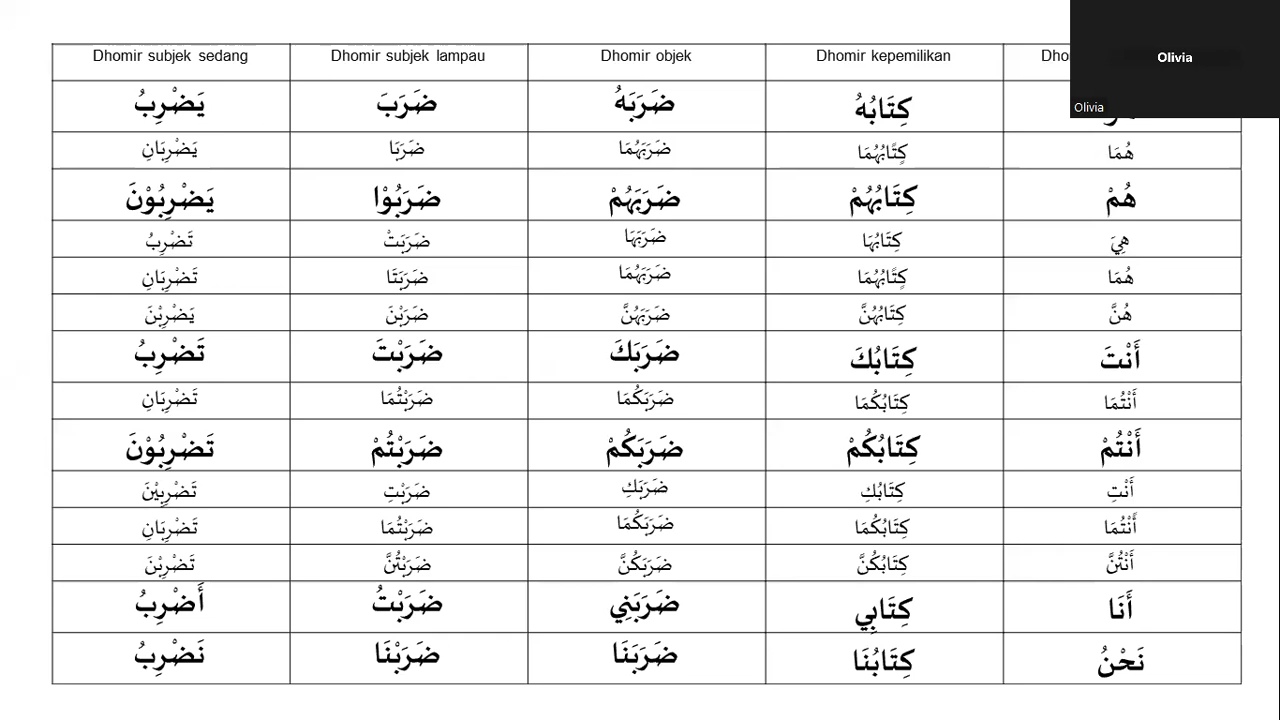 Dhomir subjek sedang Dhomir subjek lampau Dhomir objek Dhomir kepemilikan
كِتَابُهُ ضَرَبَهُ ضَرَبَ يَضْرِبُ
هُمَا كِتَابُهُمَا ضَرَبَهُمَا ضَرَبَا يَضْرِبَانِ
هُمْ كِتَابُهُمْ ضَرَبَهُمْ ضَرَبُوْا يَضْرِبُوْنَ
هِيَ كِتَابُهَا ضَرَبَهَا ضَرَبَتْ تَضْرِبُ
هُمَا كِتَابُهُمَا ضَرَبَهُمَا ضَرَبَتَا تَضْرِبَانِ
هُنَّ كِتَابُهُنَّ ضَرَبَهُنَّ ضَرَبْنَ يَضْرِبْنَ
أَنْتَ كِتَابُكَ ضَرَبَكَ ضَرَبْتَ تَضْرِبُ
أَنْتُمَا كِتَابُكُمَا ضَرَبَكُمَا ضَرَبْتُمَا تَضْرِبَانِ
أَنْتُمْ كِتَابُكُمْ ضَرَبَكُمْ ضَرَبْتُمْ تَضْرِبُوْنَ
أَنْتِ كِتَابُكِ ضَرَبَكِ ضَرَبْتِ تَضْرِبِيْنَ
أَنْتُمَا كِتَابُكُمَا ضَرَبَكُمَا ضَرَبْتُمَا تَضْرِبَانِ
أَنْتُنَّ كِتَابُكُنَّ ضَرَبَكُنَّ ضَرَبْتُنَّ تَضْرِبْنَ
أَنَا كِتَابِي ضَرَبَنِي ضَرَبْتُ أَضْرِبُ
نَحْنُ كِتَابُنَا ضَرَبَنَا ضَرَبْنَا نَضْرِبُ
Olivia
Olivia